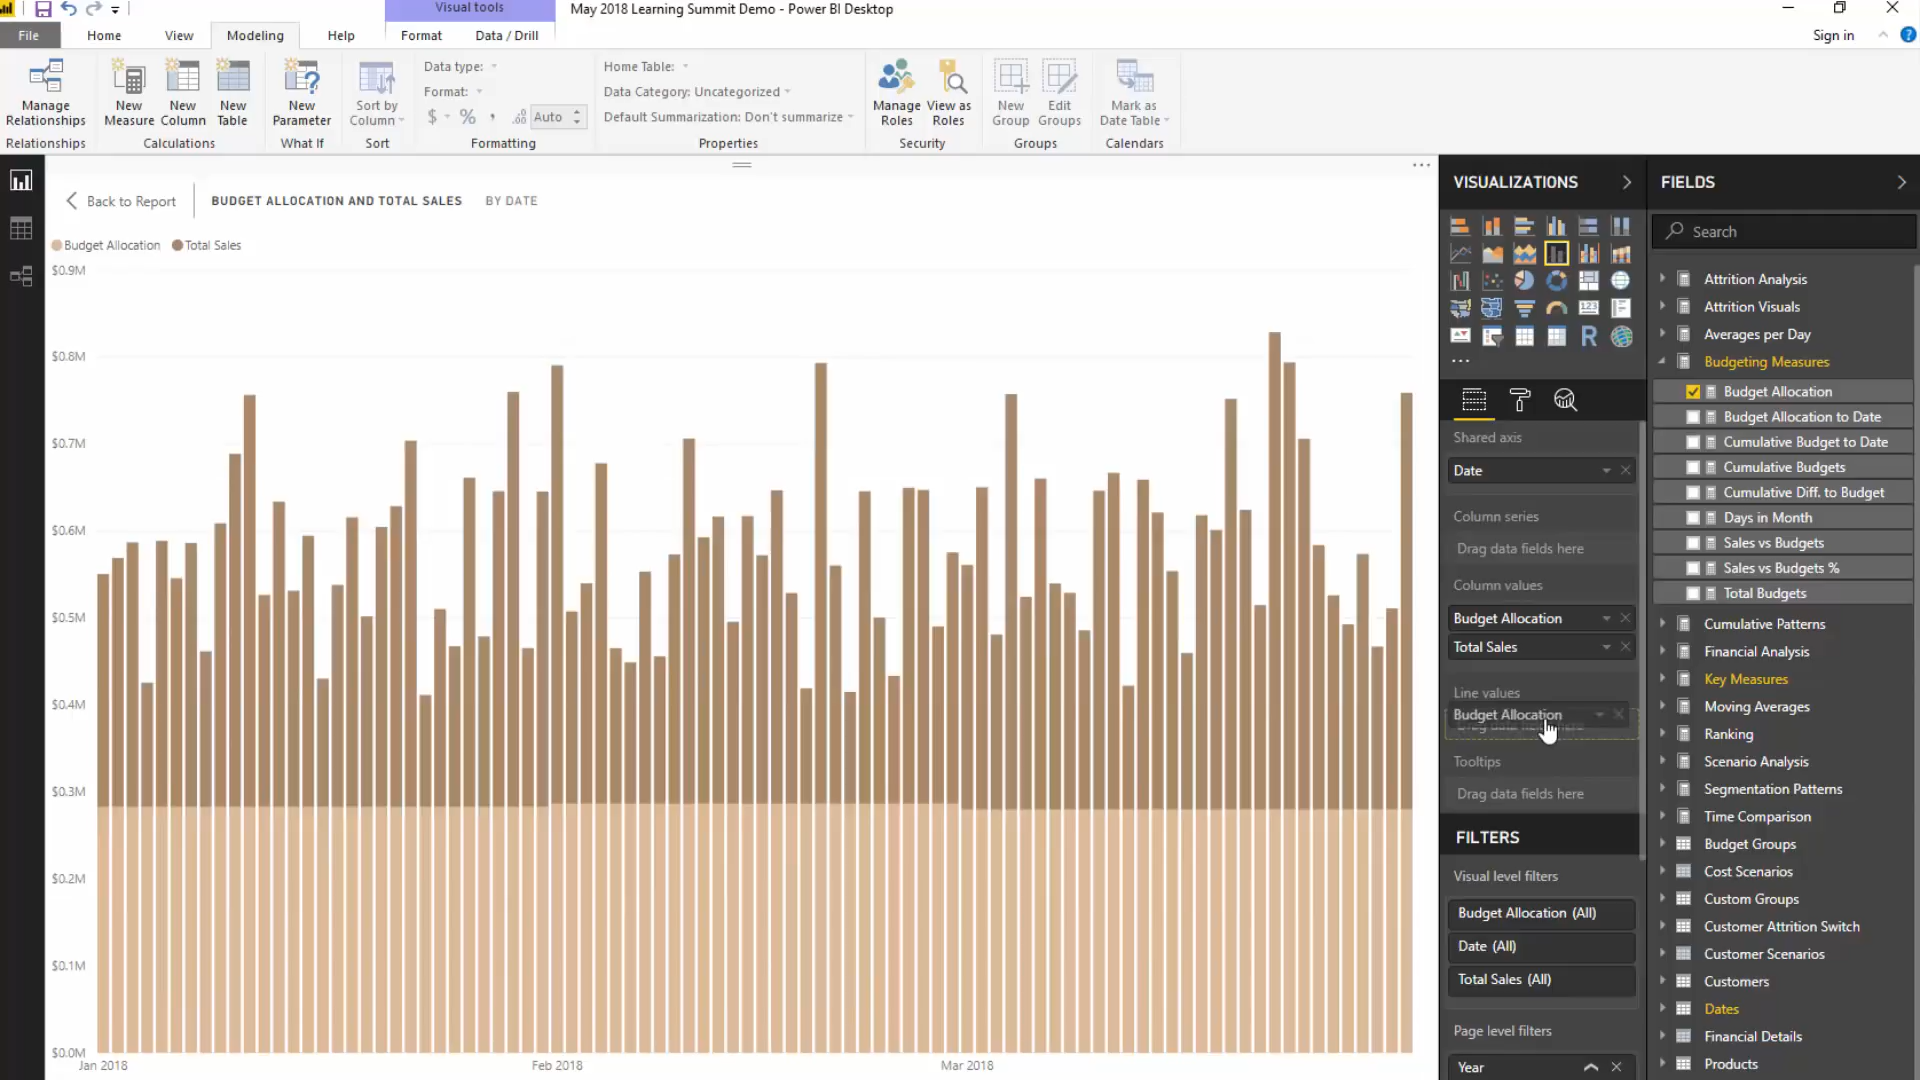 Visual tools
May 2018 Learning Summit Demo - Power BI Desktop
File
Home
View
Modeling
Help
Format
Data / Drill
Sign in
Manage Relationships
Relationships
New Measure
New Column
New Table
Calculations
New Parameter
What If
Sort by Column
Sort
Data type:
Format:
$ % , Auto
Formatting
Home Table:
Data Category: Uncategorized
Default Summarization: Don't summarize
Properties
Manage Roles
View as Roles
Security
New Group
Edit Groups
Groups
Mark as Date Table
Calendars
Back to Report
BUDGET ALLOCATION AND TOTAL SALES
BY DATE
Budget Allocation
Total Sales
$0.9M
$0.8M
$0.7M
$0.6M
$0.5M
$0.4M
$0.3M
$0.2M
$0.1M
$0.0M
Jan 2018
Feb 2018
Mar 2018
VISUALIZATIONS
Shared axis
Date
Column series
Drag data fields here
Column values
Budget Allocation
Total Sales
Line values
Budget Allocation
Tooltips
Drag data fields here
FILTERS
Visual level filters
Budget Allocation (All)
Date (All)
Total Sales (All)
Page level filters
Year
FIELDS
Search
Attrition Analysis
Attrition Visuals
Averages per Day
Budgeting Measures
Budget Allocation
Budget Allocation to Date
Cumulative Budget to Date
Cumulative Budgets
Cumulative Diff. to Budget
Days in Month
Sales vs Budgets
Sales vs Budgets %
Total Budgets
Cumulative Patterns
Financial Analysis
Key Measures
Moving Averages
Ranking
Scenario Analysis
Segmentation Patterns
Time Comparison
Budget Groups
Cost Scenarios
Custom Groups
Customer Attrition Switch
Customer Scenarios
Customers
Dates
Financial Details
Products